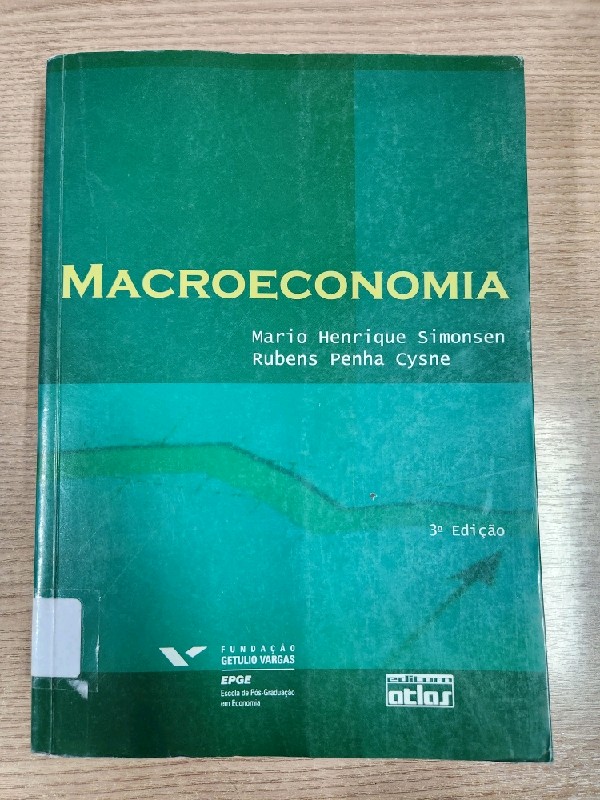 MACROECONOMIA
Mario Henrique Simonsen
Rubens Penha Cysne
3ª Edição
FUNDAÇÃO
GETULIO VARGAS
EPGE
Escola de Pós-Graduação
em Economia
editora
atlas